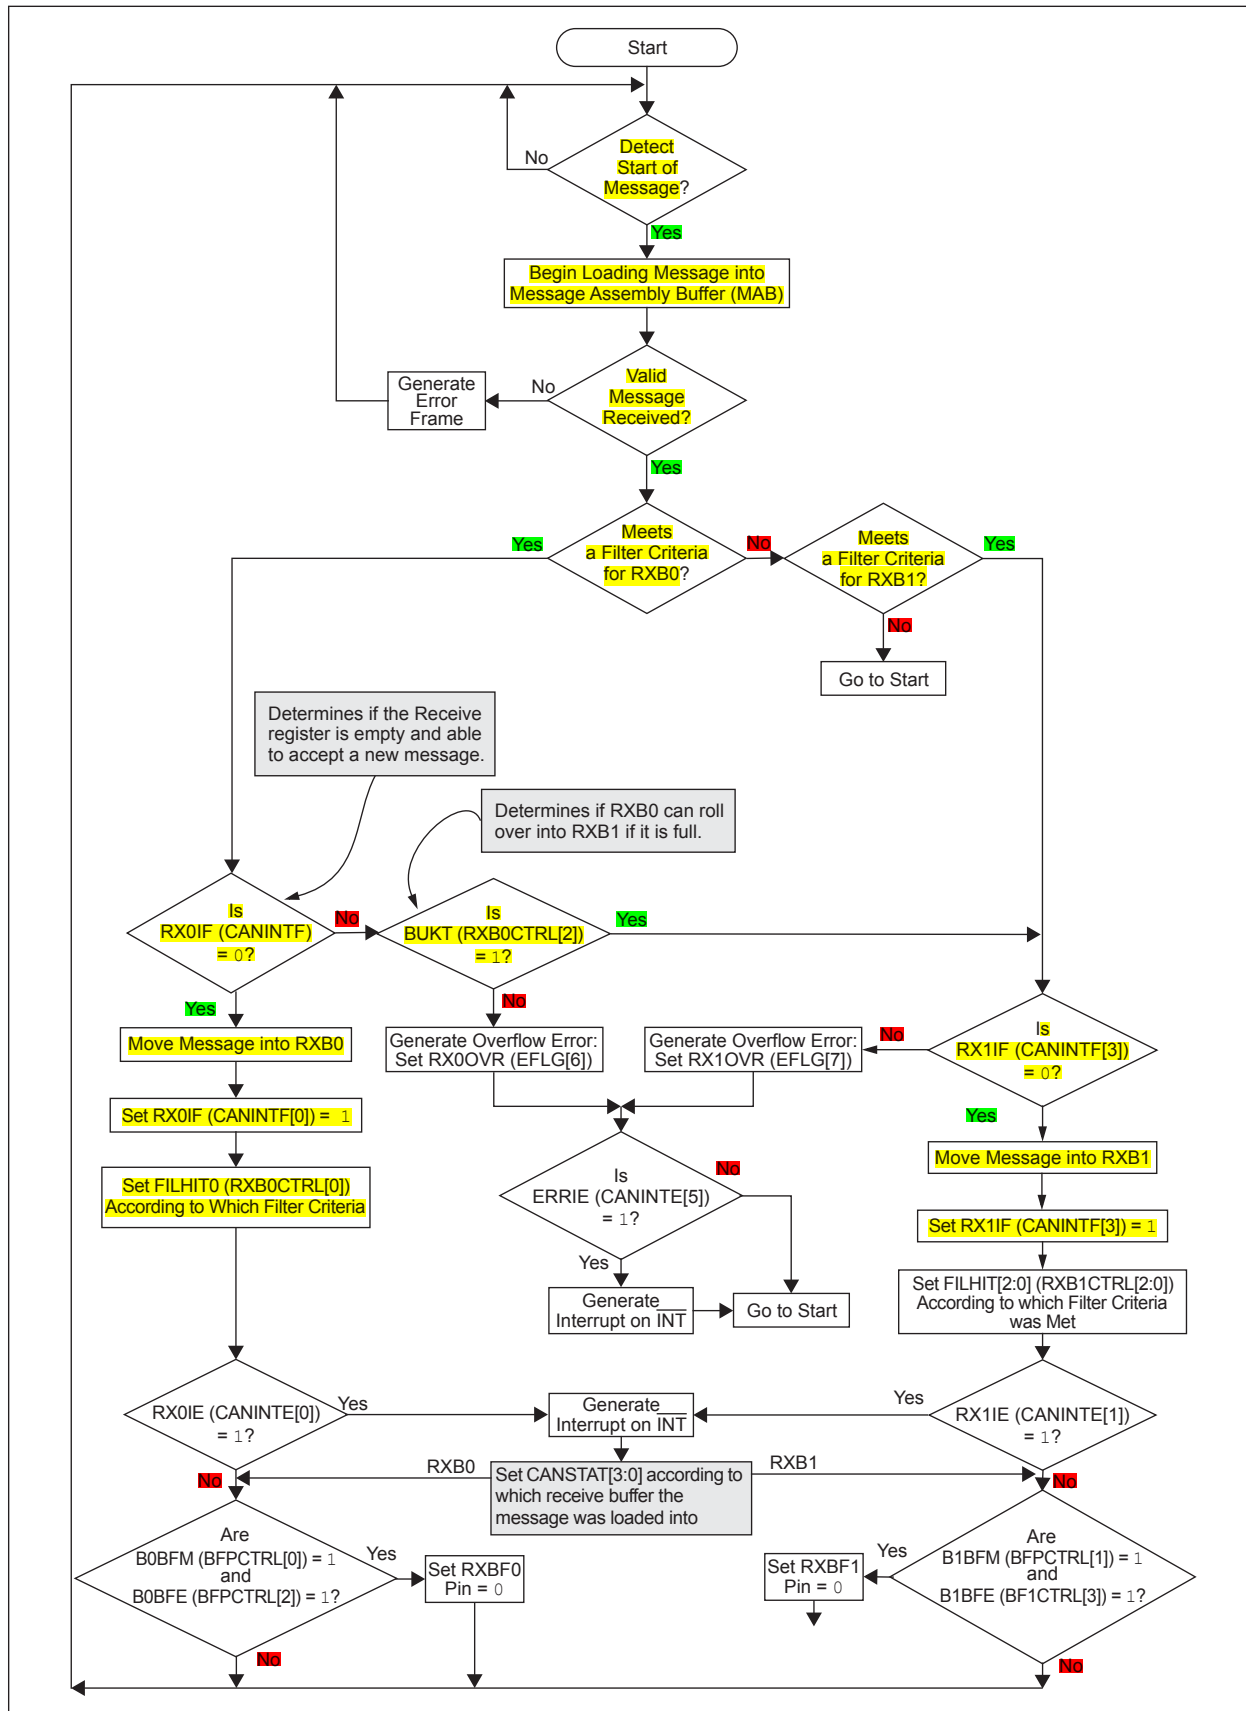 Start
Detect
Start of
Message?
No
Yes
Begin Loading Message into
Message Assembly Buffer (MAB)
Valid
Message
Received?
No
Generate
Error
Frame
Yes
Meets
a Filter Criteria
for RXB0?
Yes
No
Meets
a Filter Criteria
for RXB1?
Yes
No
Go to Start
Determines if the Receive
register is empty and able
to accept a new message.
Determines if RXB0 can roll
over into RXB1 if it is full.
Is
RX0IF (CANINTF)
= 0?
No
Is
BUKT (RXB0CTRL[2])
= 1?
Yes
Yes
No
Move Message into RXB0
Generate Overflow Error:
Set RX0OVR (EFLG[6])
Generate Overflow Error:
Set RX1OVR (EFLG[7])
No
Is
RX1IF (CANINTF[3])
= 0?
Set RX0IF (CANINTF[0]) = 1
Yes
Set FILHIT0 (RXB0CTRL[0])
According to Which Filter Criteria
Is
ERRIE (CANINTE[5])
= 1?
No
Yes
Generate
Interrupt on INT
Go to Start
Move Message into RXB1
Set RX1IF (CANINTF[3]) = 1
Set FILHIT[2:0] (RXB1CTRL[2:0])
According to which Filter Criteria
was Met
RX0IE (CANINTE[0])
= 1?
Yes
Generate
Interrupt on INT
Yes
RX1IE (CANINTE[1])
= 1?
No
RXB0
Set CANSTAT[3:0] according to
which receive buffer the
message was loaded into
RXB1
No
Are
B0BFM (BFPCTRL[0]) = 1
and
B0BFE (BFPCTRL[2]) = 1?
Yes
Set RXBF0
Pin = 0
Set RXBF1
Pin = 0
Yes
Are
B1BFM (BFPCTRL[1]) = 1
and
B1BFE (BF1CTRL[3]) = 1?
No
No